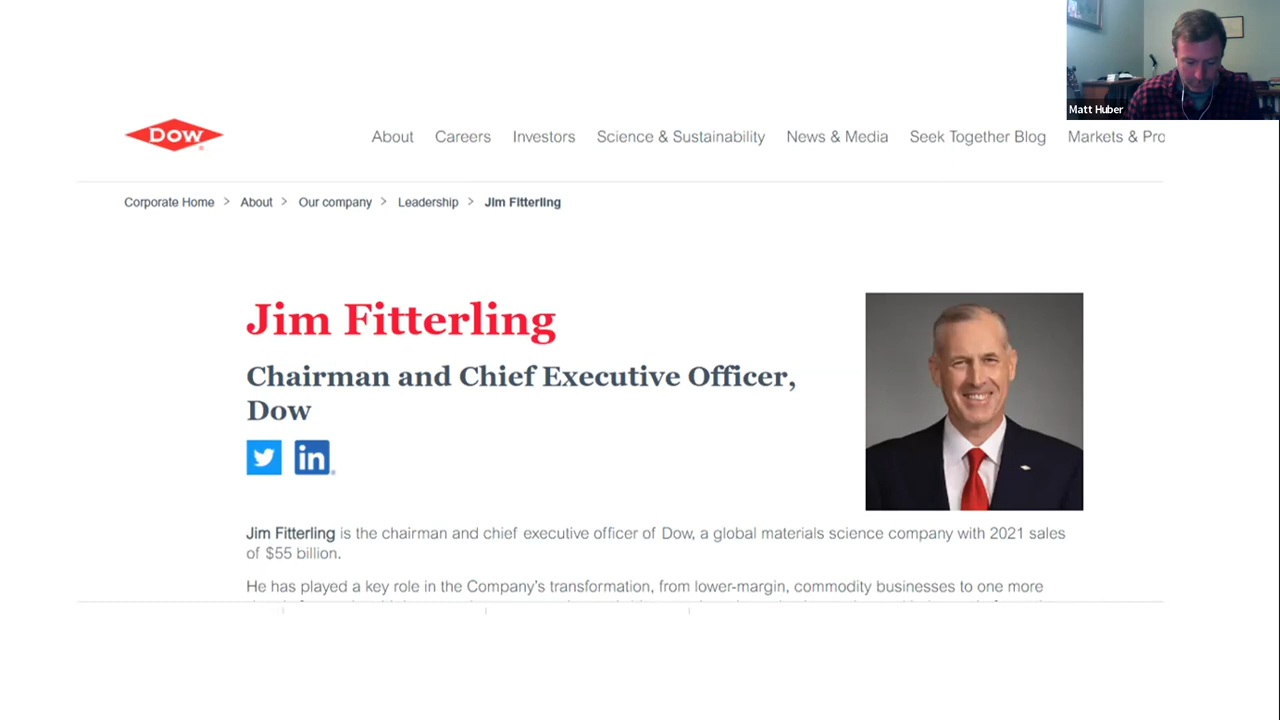 Matt Huber
Dow
About Careers Investors Science & Sustainability News & Media Seek Together Blog Markets & Pro
Corporate Home > About > Our company > Leadership > Jim Fitterling
Jim Fitterling
Chairman and Chief Executive Officer,
Dow
in
Jim Fitterling is the chairman and chief executive officer of Dow, a global materials science company with 2021 sales
of $55 billion.
He has played a key role in the Company's transformation, from lower-margin, commodity businesses to one more